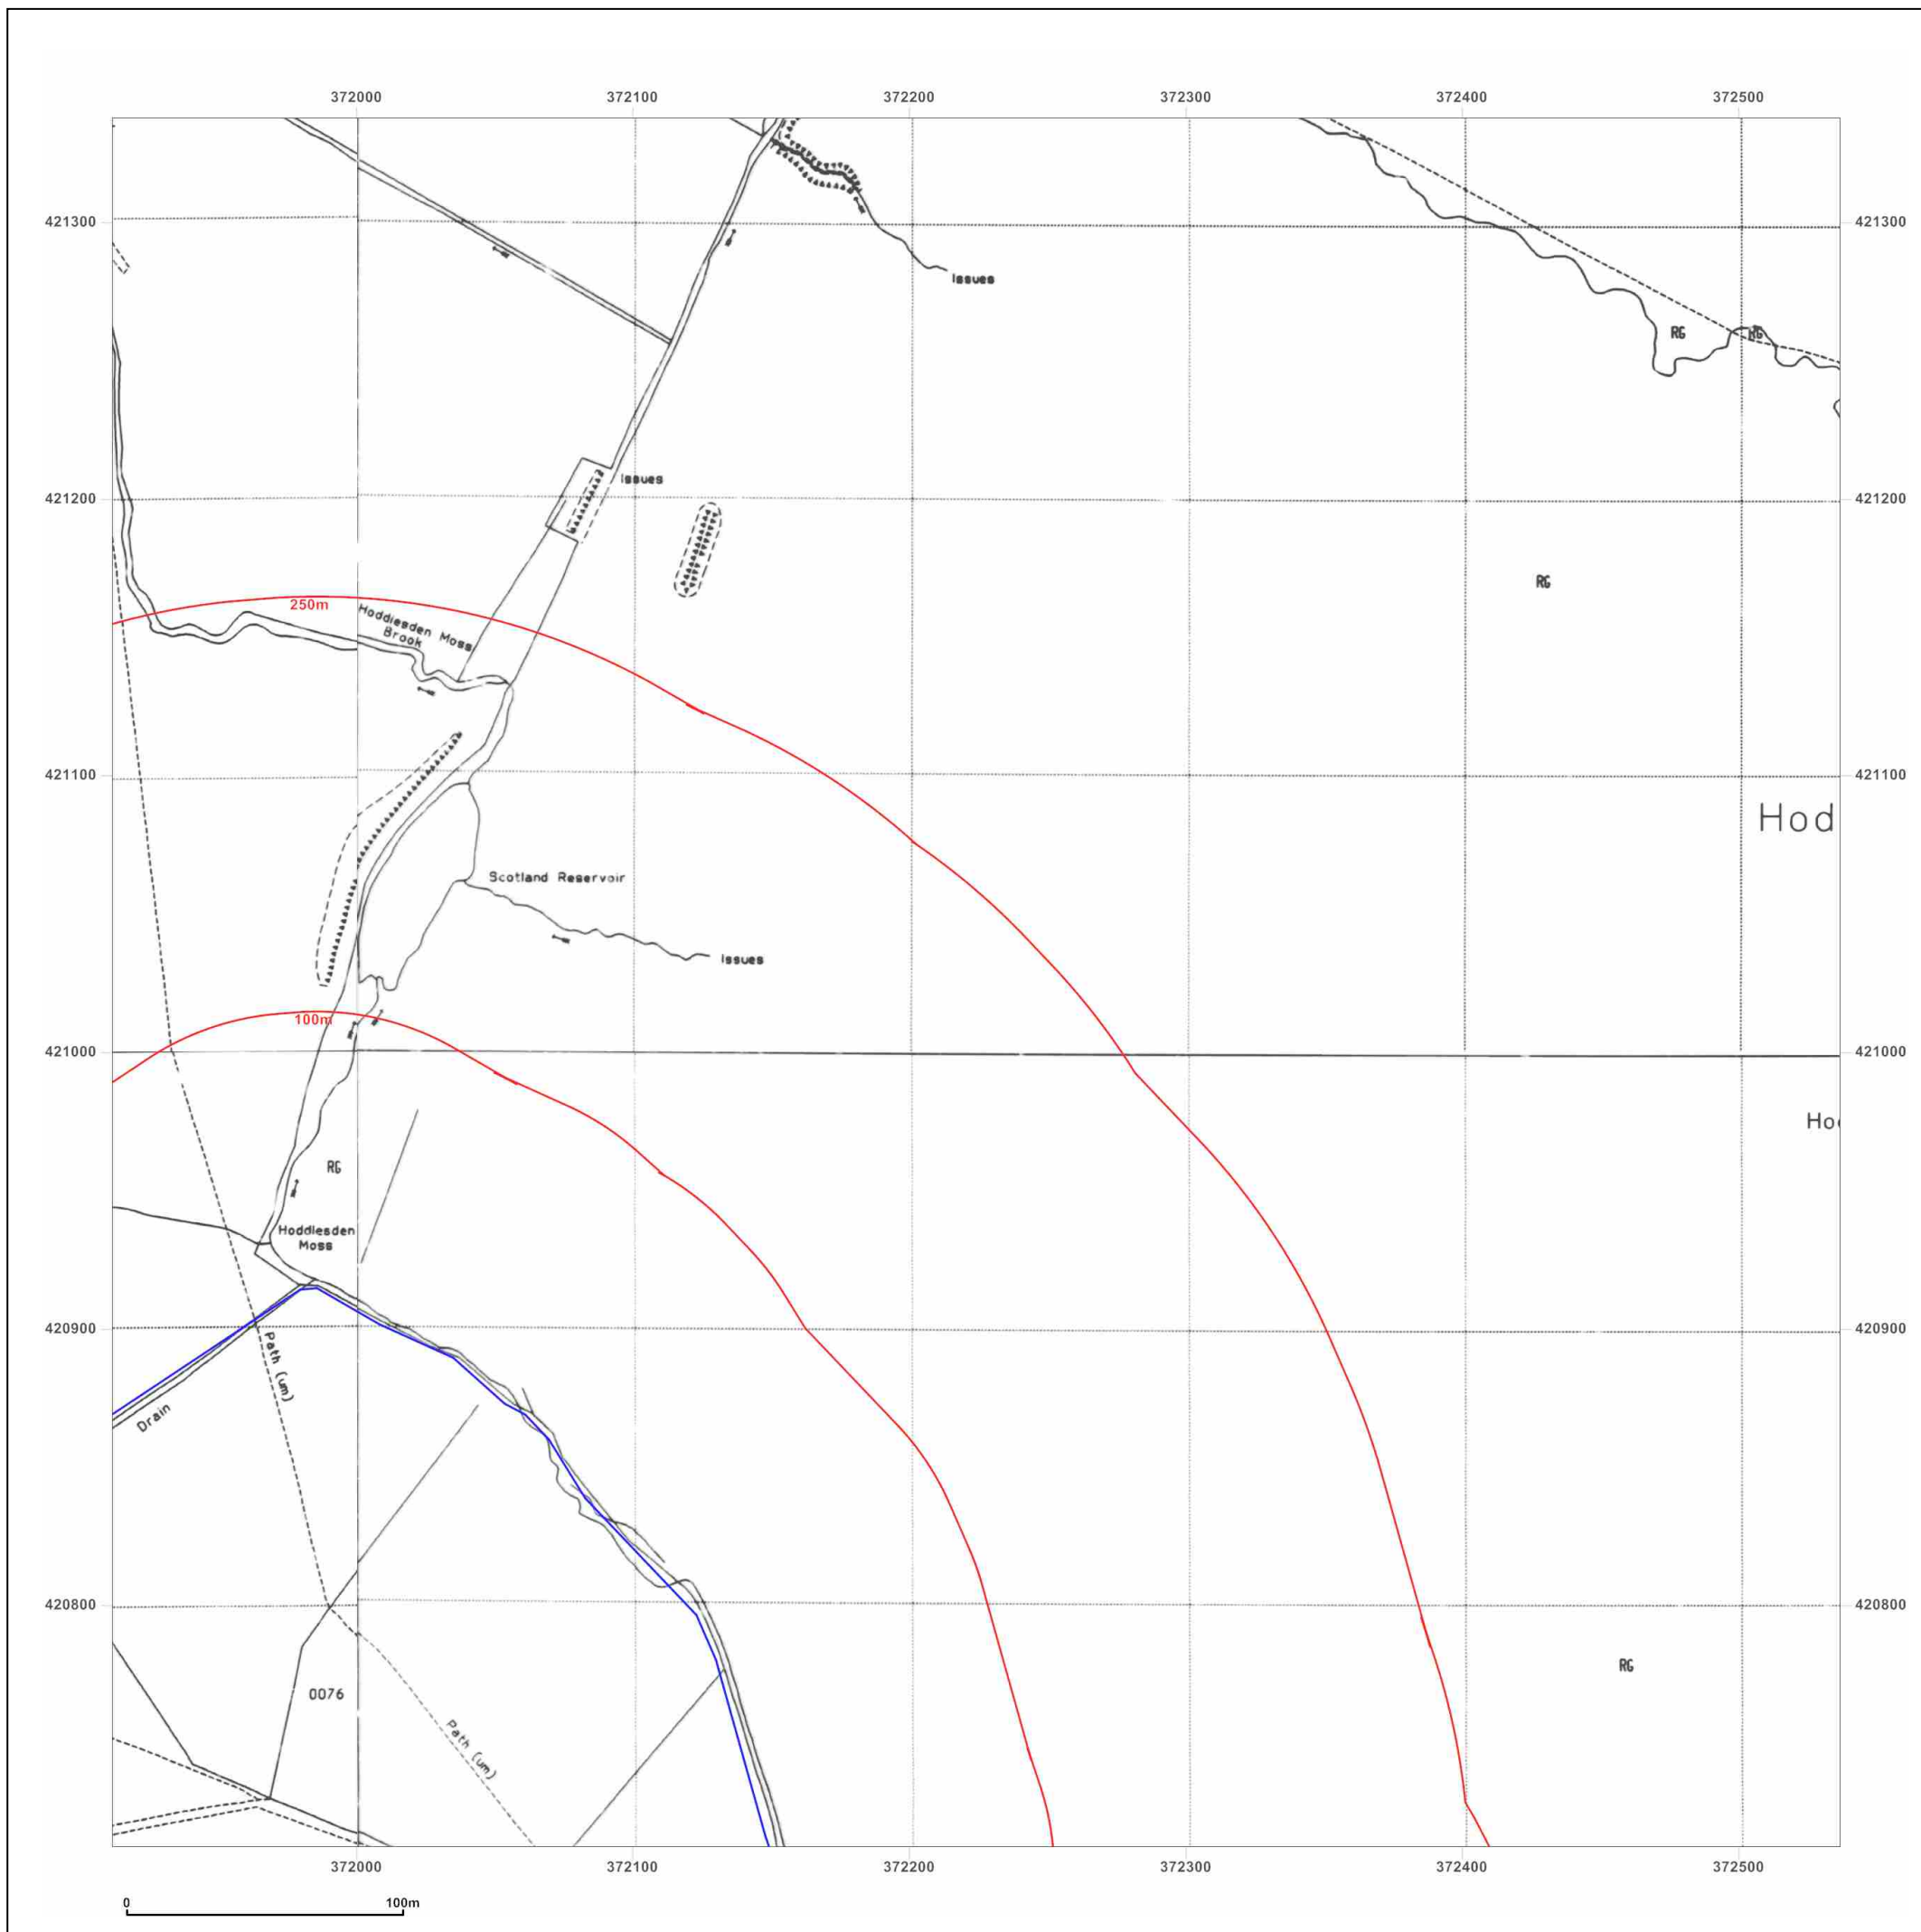 372000 372100 372200 372300 372400 372500
421300 421300
Issues
RG RG
Issues
421200 421200
RG
250m
Hoddlesden Moss
Brook
421100 421100
Hod
Scotland Reservoir
Issues
100m
421000 421000
Ho
RG
Hoddlesden
Moss
420900 420900
Path (um)
Drain
420800 420800
RG
0076
Path (um)
372000 372100 372200 372300 372400 372500
0 100m